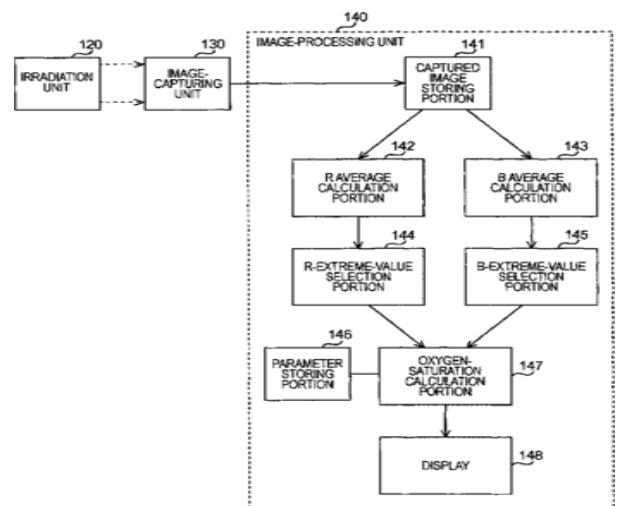 140
120
130
IMAGE-PROCESSING UNIT
141
IRRADIATION
UNIT
IMAGE-
CAPTURING
UNIT
CAPTURED
IMAGE
STORING
PORTION
142
143
R AVERAGE
CALCULATION
PORTION
B AVERAGE
CALCULATION
PORTION
144
145
R-EXTREME-VALUE
SELECTION
PORTION
B-EXTREME-VALUE
SELECTION
PORTION
146
PARAMETER
STORING
PORTION
OXYGEN-
SATURATION
CALCULATION
PORTION
147
DISPLAY
148